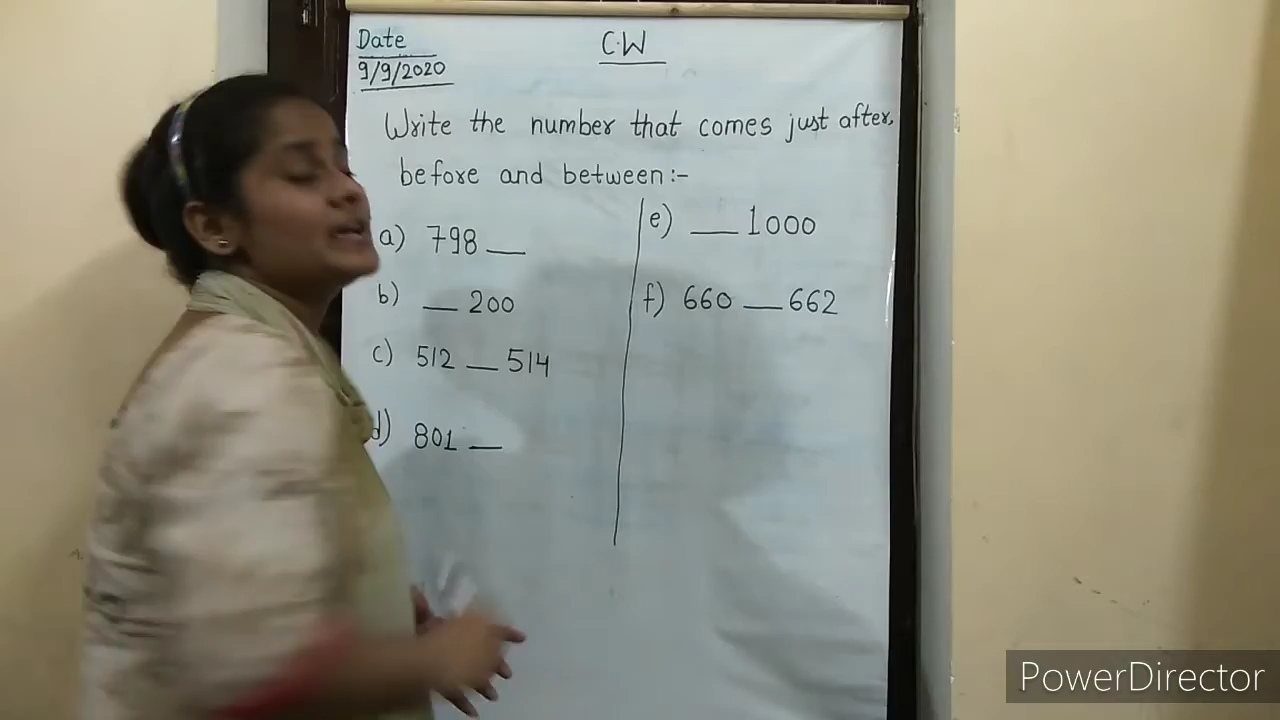 Date
9/9/2020
C.W
Write the number that comes just after,
before and between :-
a) 798 __
b) __ 200
c) 512 __ 514
d) 801 __
e) __ 1000
f) 660 __ 662
PowerDirector